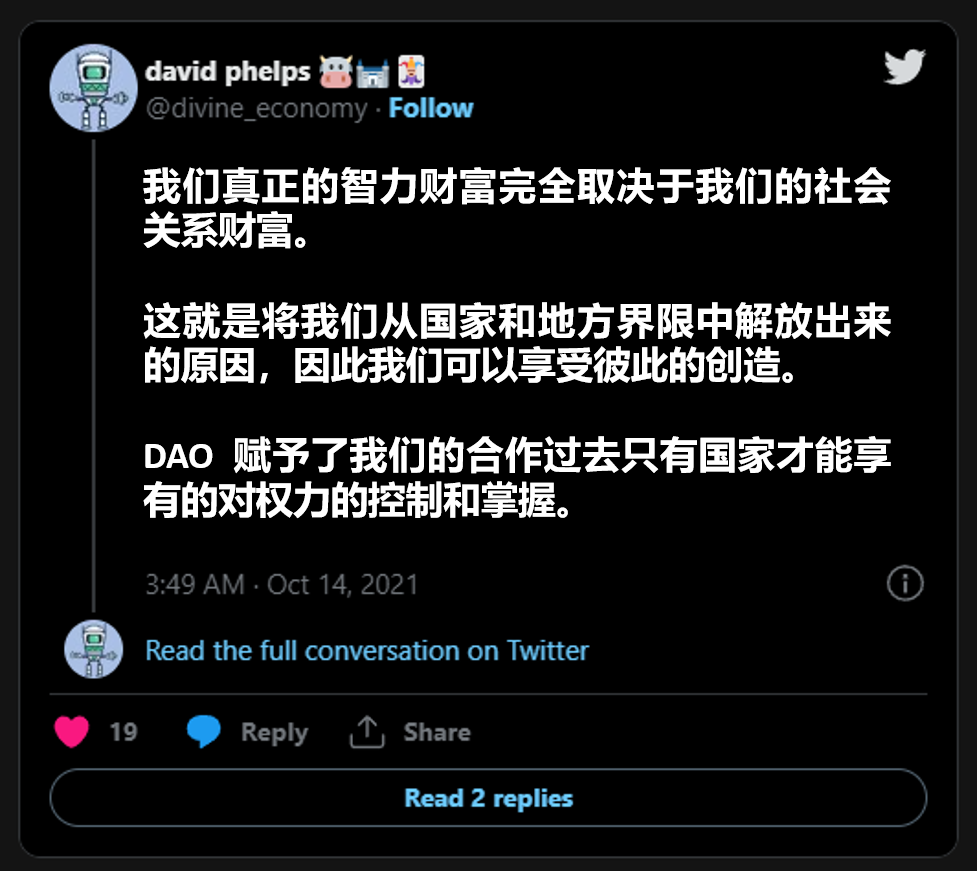 david phelps 🐮🏰🃏
@divine_economy · Follow
我们真正的智力财富完全取决于我们的社会
关系财富。
这就是将我们从国家和地方界限中解放出来
的原因，因此我们可以享受彼此的创造。
DAO 赋予了我们的合作过去只有国家才能享
有的对权力的控制和掌握。
3:49 AM · Oct 14, 2021
Read the full conversation on Twitter
19 Reply Share
Read 2 replies